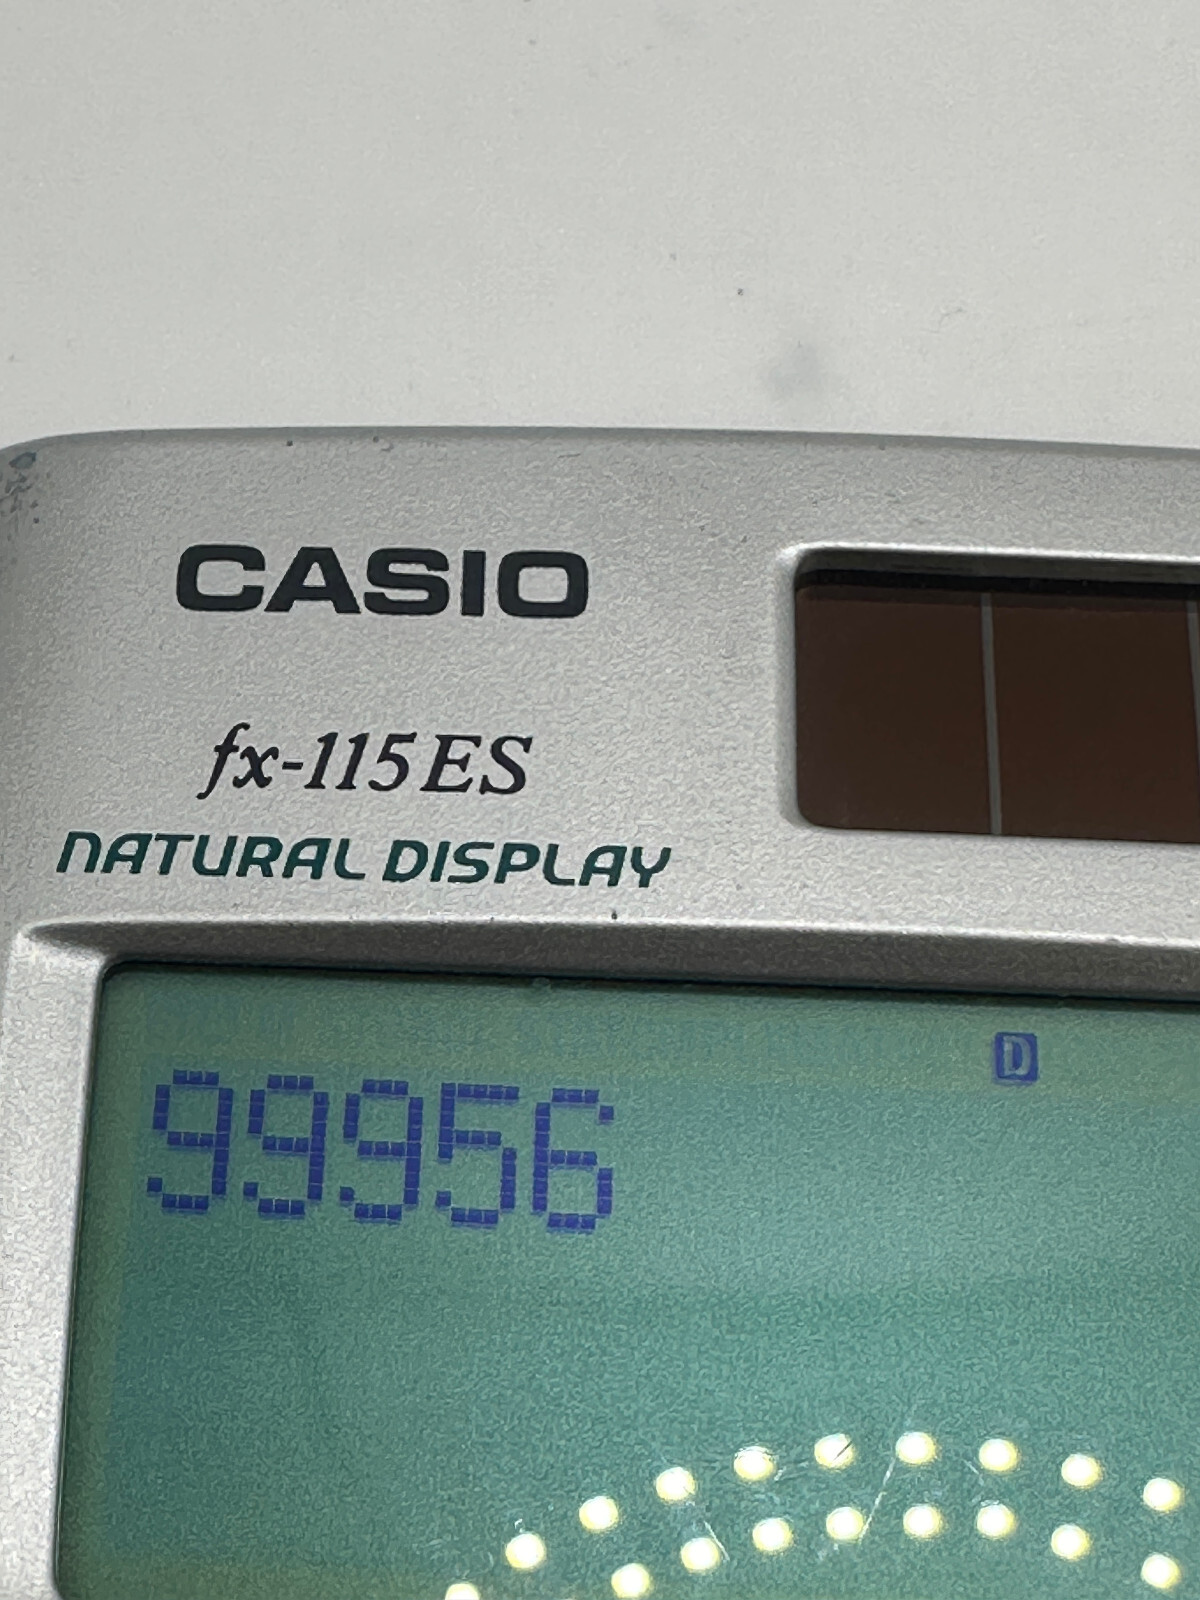 CASIO
fx-115ES
NATURAL DISPLAY
D
99956